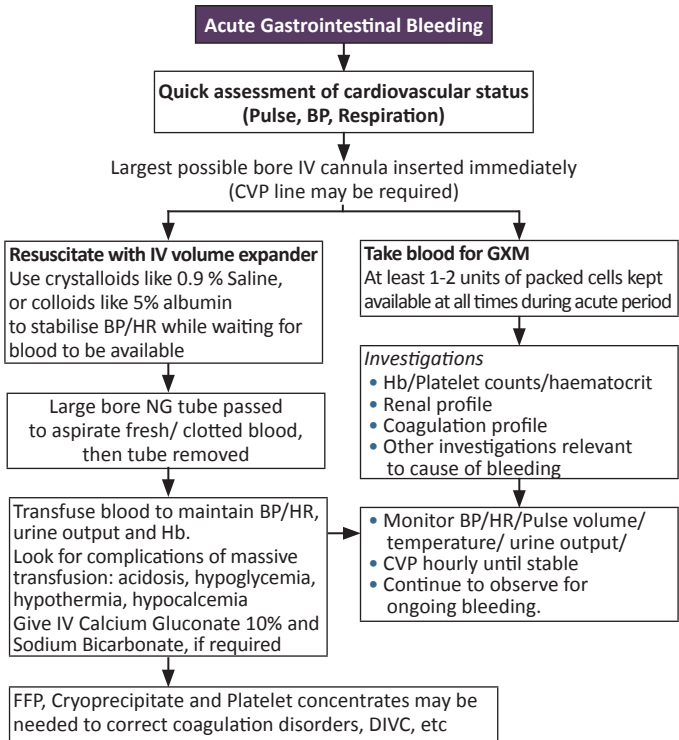 Acute Gastrointestinal Bleeding
Quick assessment of cardiovascular status
(Pulse, BP, Respiration)
Largest possible bore IV cannula inserted immediately
(CVP line may be required)
Resuscitate with IV volume expander
Use crystalloids like 0.9 % Saline,
or colloids like 5% albumin
to stabilise BP/HR while waiting for
blood to be available
Large bore NG tube passed
to aspirate fresh/ clotted blood,
then tube removed
Transfuse blood to maintain BP/HR,
urine output and Hb.
Look for complications of massive
transfusion: acidosis, hypoglycemia,
hypothermia, hypocalcemia
Give IV Calcium Gluconate 10% and
Sodium Bicarbonate, if required
FFP, Cryoprecipitate and Platelet concentrates may be
needed to correct coagulation disorders, DIVC, etc
Take blood for GXM
At least 1-2 units of packed cells kept
available at all times during acute period
Investigations
• Hb/Platelet counts/haematocrit
• Renal profile
• Coagulation profile
• Other investigations relevant
to cause of bleeding
• Monitor BP/HR/Pulse volume/
temperature/ urine output/
• CVP hourly until stable
• Continue to observe for
ongoing bleeding.